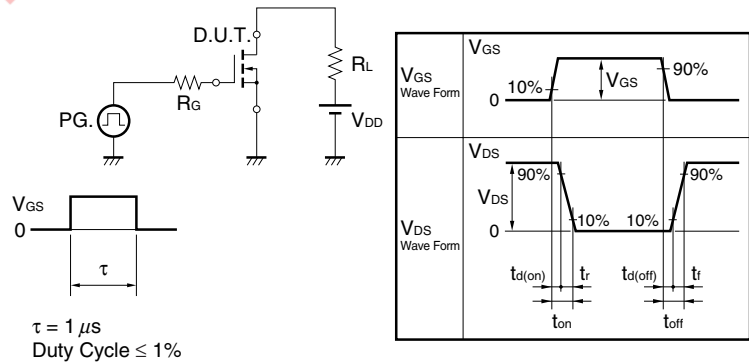 D.U.T.
RG
PG.
RL
VDD
VGS
0
τ
τ = 1 μs
Duty Cycle ≤ 1%
VGS
Wave Form
VGS
10%
VGS
90%
0
VDS
Wave Form
VDS
90%
90%
VDS
10%
10%
0
td(on)
tr
td(off)
tf
ton
toff